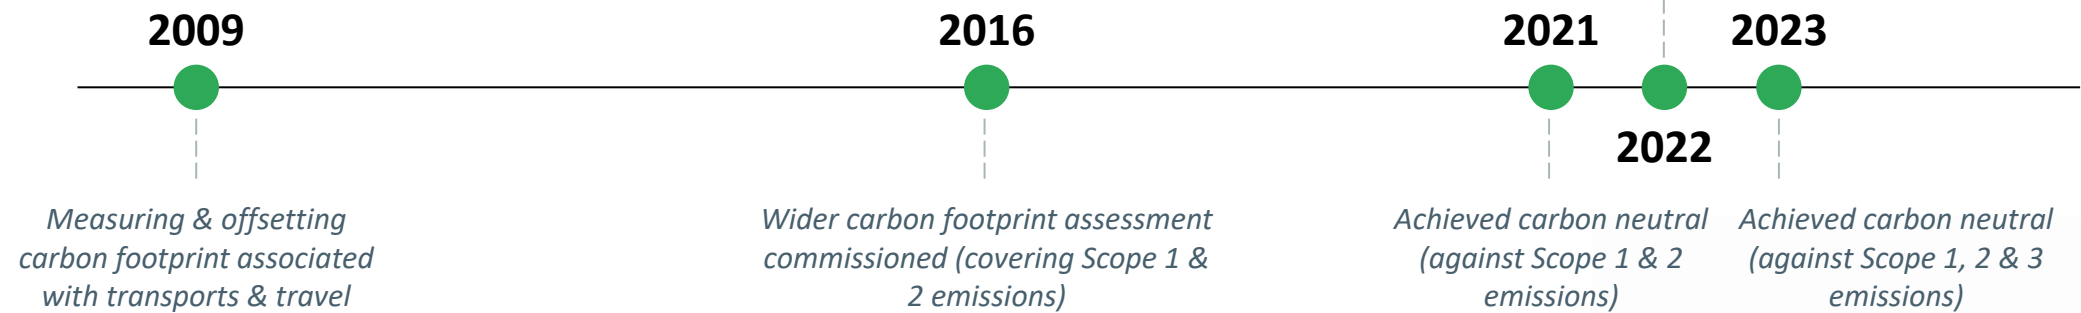 2009
Measuring & offsetting
carbon footprint associated
with transports & travel
2016
Wider carbon footprint assessment
commissioned (covering Scope 1 &
2 emissions)
2021
Achieved carbon neutral
(against Scope 1 & 2
emissions)
2022
2023
Achieved carbon neutral
(against Scope 1, 2 & 3
emissions)